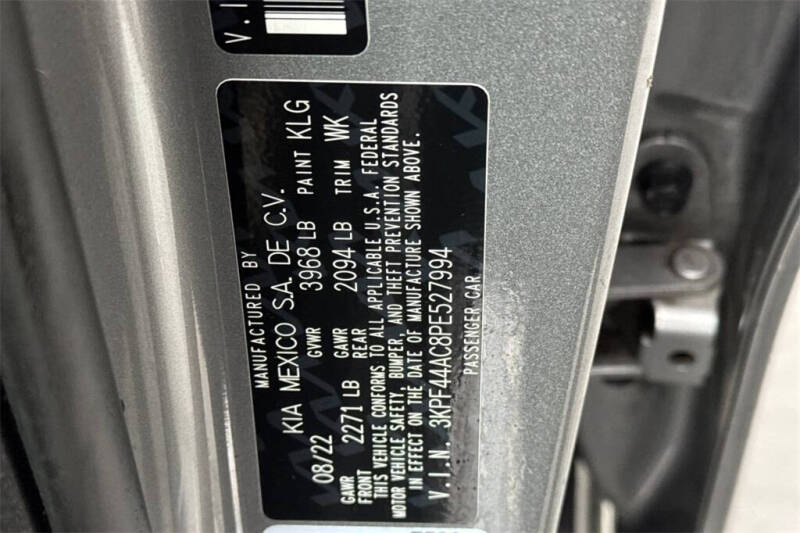 V.I
MANUFACTURED BY
KIA MEXICO S.A. DE C.V.
08/22 GVWR 3968 LB PAINT KLG
GAWR FRONT 2271 LB GAWR REAR 2094 LB TRIM WK
THIS VEHICLE CONFORMS TO ALL APPLICABLE U.S.A. FEDERAL
MOTOR VEHICLE SAFETY, BUMPER, AND THEFT PREVENTION STANDARDS
IN EFFECT ON THE DATE OF MANUFACTURE SHOWN ABOVE.
V.I.N. 3KPF44AC8PE527994
PASSENGER CAR